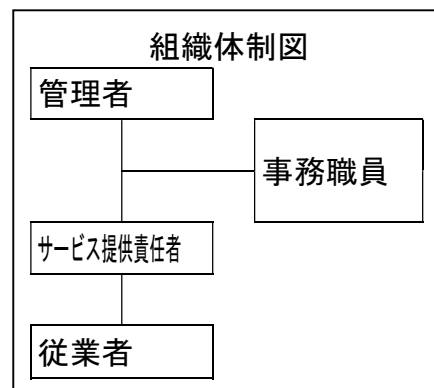 組織体制図
管理者
事務職員
サービス提供責任者
従業者